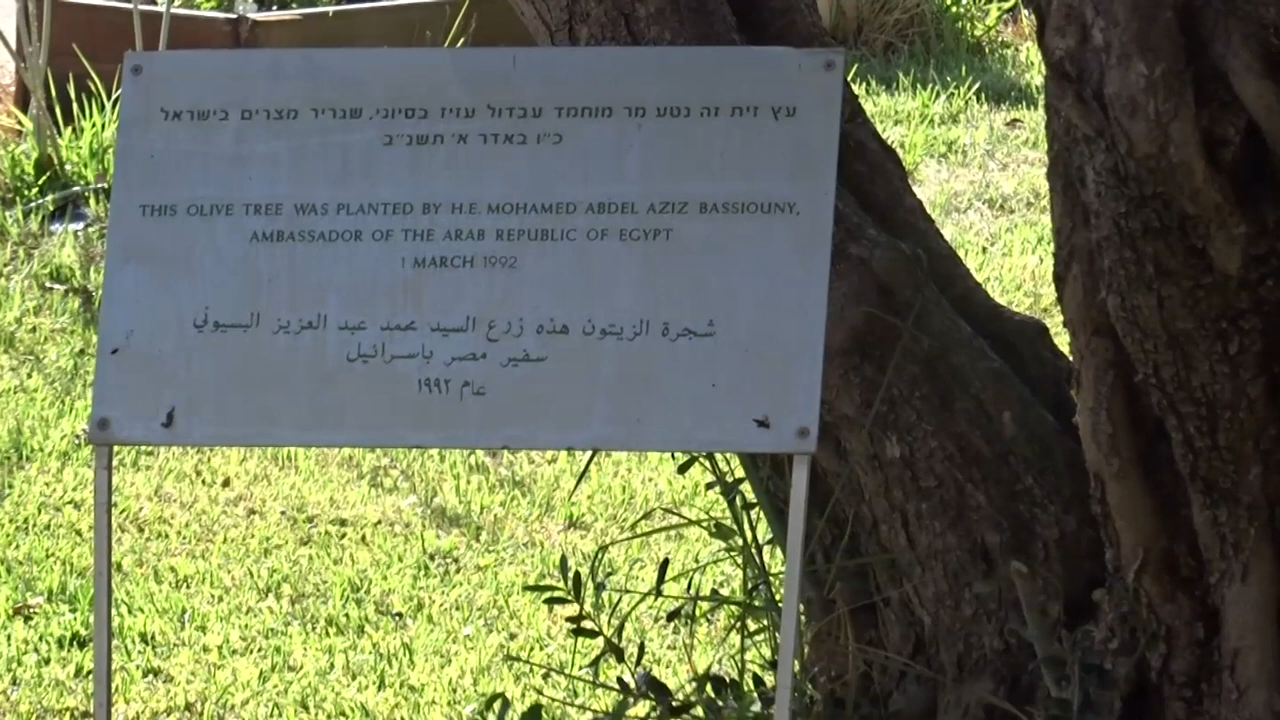 עץ זית זה נטע מר מוחמד עבדול עזיז בסיוני, שגריר מצרים בישראל
כ״ו באדר א׳ תשנ״ב
THIS OLIVE TREE WAS PLANTED BY H.E. MOHAMED ABDEL AZIZ BASSIOUNY,
AMBASSADOR OF THE ARAB REPUBLIC OF EGYPT
1 MARCH 1992
شجرة الزيتون هذه زرع السيد محمد عبد العزيز البسيوني
سفير مصر باسرائيل
عام ١٩٩٢